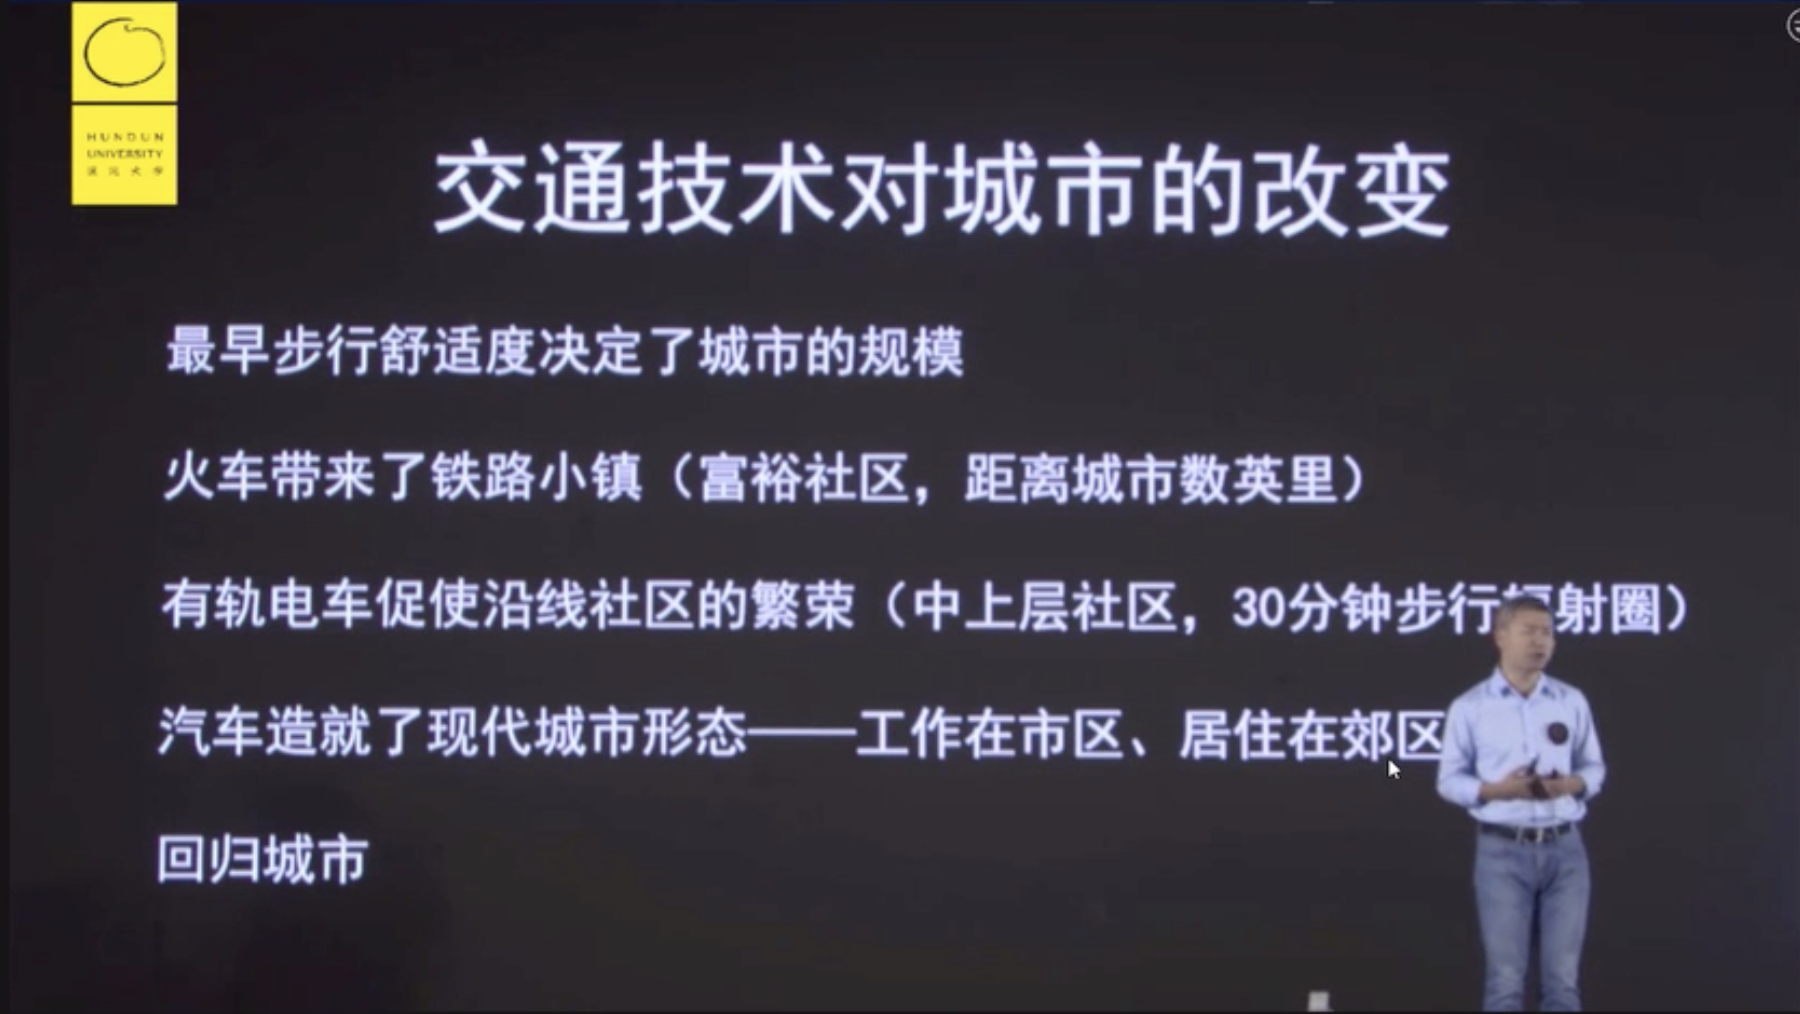 HUNDUN
UNIVERSITY
混沌大学
交通技术对城市的改变
最早步行舒适度决定了城市的规模
火车带来了铁路小镇（富裕社区，距离城市数英里）
有轨电车促使沿线社区的繁荣（中上层社区，30分钟步行辐射圈）
汽车造就了现代城市形态——工作在市区、居住在郊区
回归城市